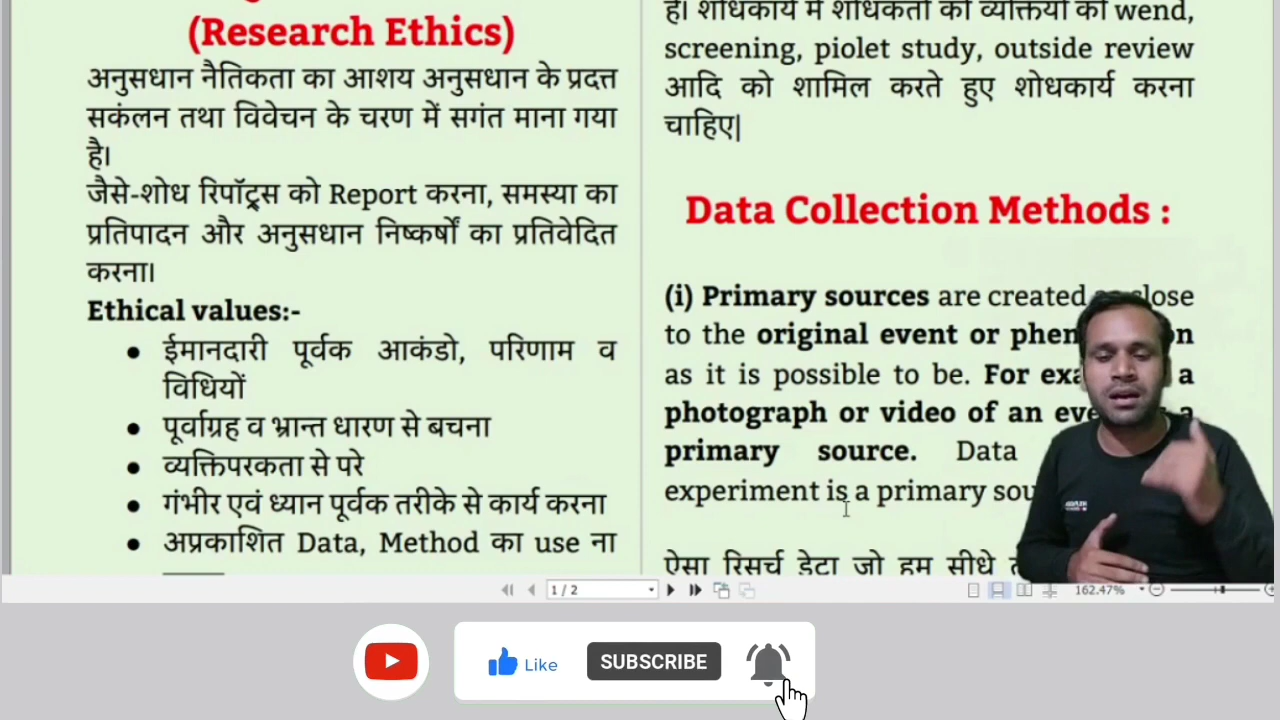 (Research Ethics)
अनुसधान नैतिकता का आशय अनुसधान के प्रदत्त
सकंलन तथा विवेचन के चरण में सगंत माना गया
है।
जैसे-शोध रिपॉट्र्स को Report करना, समस्या का
प्रतिपादन और अनुसधान निष्कर्षों का प्रतिवेदित
करना।
Ethical values:-
● ईमानदारी पूर्वक आकंडो, परिणाम व
विधियों
● पूर्वाग्रह व भ्रान्त धारण से बचना
● व्यक्तिपरकता से परे
● गंभीर एवं ध्यान पूर्वक तरीके से कार्य करना
● अप्रकाशित Data, Method का use ना
है। शोधकार्य में शोधकर्ता को व्यक्तियों को wend,
screening, piolet study, outside review
आदि को शामिल करते हुए शोधकार्य करना
चाहिए|
Data Collection Methods :
(i) Primary sources are created close
to the original event or
as it is possible to be. For a
photograph or video of an a
primary source. Data
experiment is a primary
ऐसा रिसर्च डेटा जो हम सीधे
1 / 2
162.47%
Like
SUBSCRIBE